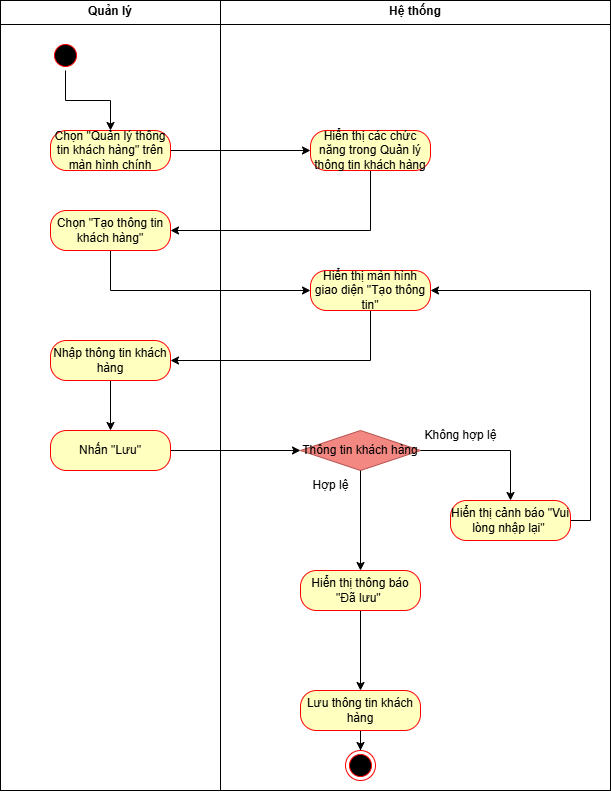 Quản lý
Hệ thống
Chọn "Quản lý thông
tin khách hàng" trên
màn hình chính
Hiển thị các chức
năng trong Quản lý
thông tin khách hàng
Chọn "Tạo thông tin
khách hàng"
Hiển thị màn hình
giao diện "Tạo thông
tin"
Nhập thông tin khách
hàng
Nhấn "Lưu"
Thông tin khách hàng
Không hợp lệ
Hợp lệ
Hiển thị cảnh báo "Vui
lòng nhập lại"
Hiển thị thông báo
"Đã lưu"
Lưu thông tin khách
hàng